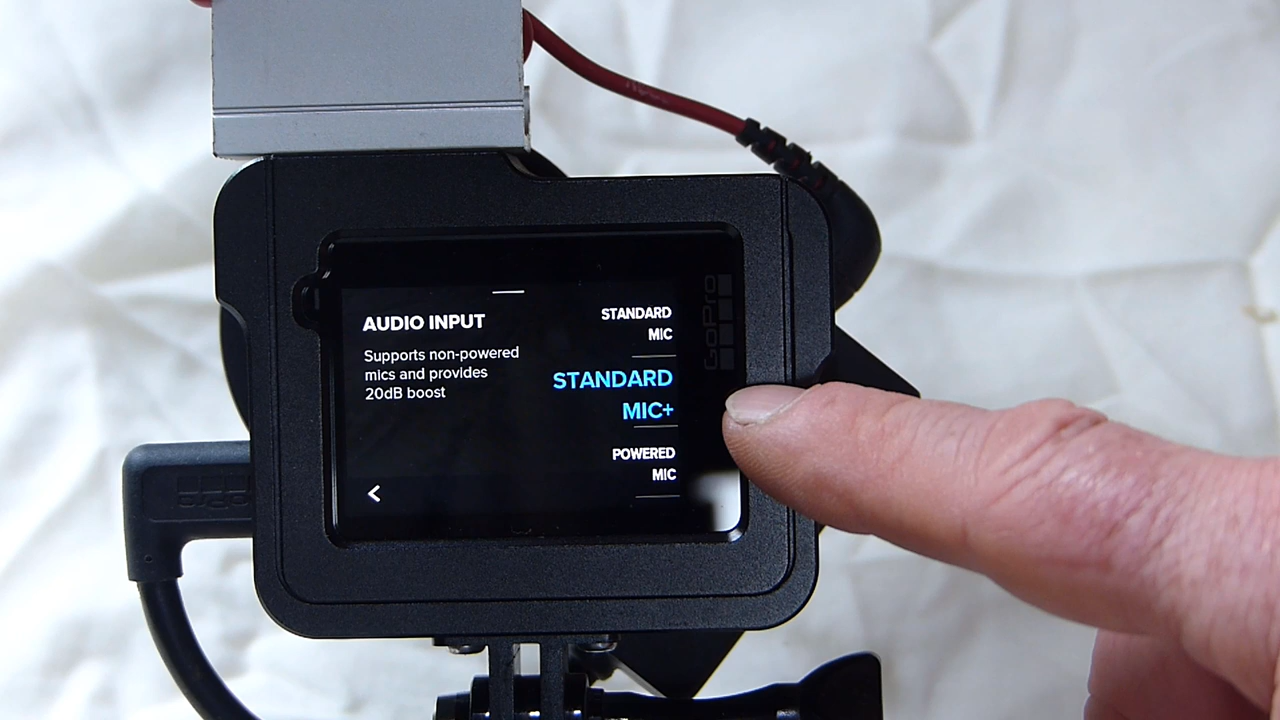 AUDIO INPUT
Supports non-powered
mics and provides
20dB boost
STANDARD
MIC
STANDARD
MIC+
POWERED
MIC
<
GoPro